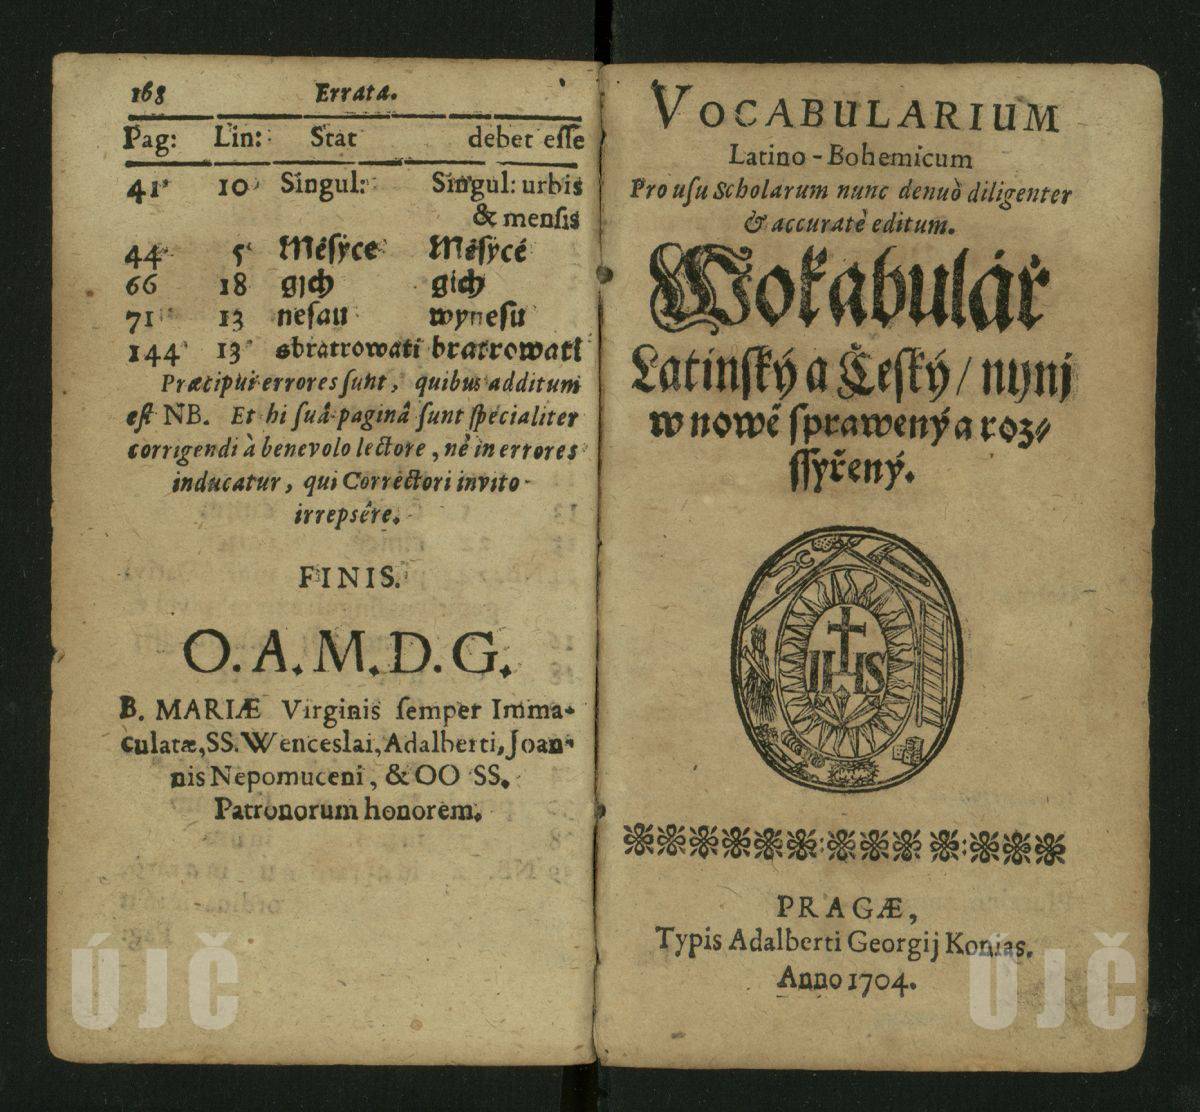 168 Errata.
Pag: Lin: Stat debet eſſe
41 10 Singul: Singul: urbis
& menſis
44 5 Měſýce Měſýcé
66 18 gjch gich
71 13 neſau wyneſu
144 13 sbratrowati bratrowati
Præcipui errores ſunt, quibus additum
eſt NB. Et hi ſuâ paginâ ſunt ſpecialiter
corrigendi à benevolo lectore, nè in errores
inducatur, qui Correctori invito
irrepsêre.
FINIS.
O. A. M. D. G.
B. MARIÆ Virginis ſemper Imma-
culatæ, SS. Wenceslai, Adalberti, Joan-
nis Nepomuceni, & OO SS.
Patronorum honorem.
VOCABULARIUM
Latino-Bohemicum
Pro uſu Scholarum nunc denuò diligenter
& accuratè editum.
Wokabulář
Latinſký a Český / nynj
w nowě ſprawený a roz-
ſſyřený.
IHS
PRAGÆ,
Typis Adalberti Georgij Konias.
Anno 1704.
ÚJČ
ÚJČ